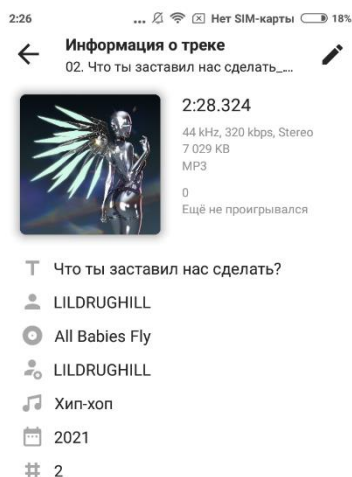 2:26 ... Нет SIM-карты 18%
Информация о треке
02. Что ты заставил нас сделать_...
2:28.324
44 kHz, 320 kbps, Stereo
7 029 KB
MP3
0
Ещё не проигрывался
T Что ты заставил нас сделать?
LILDRUGHILL
All Babies Fly
LILDRUGHILL
Хип-хоп
2021
# 2